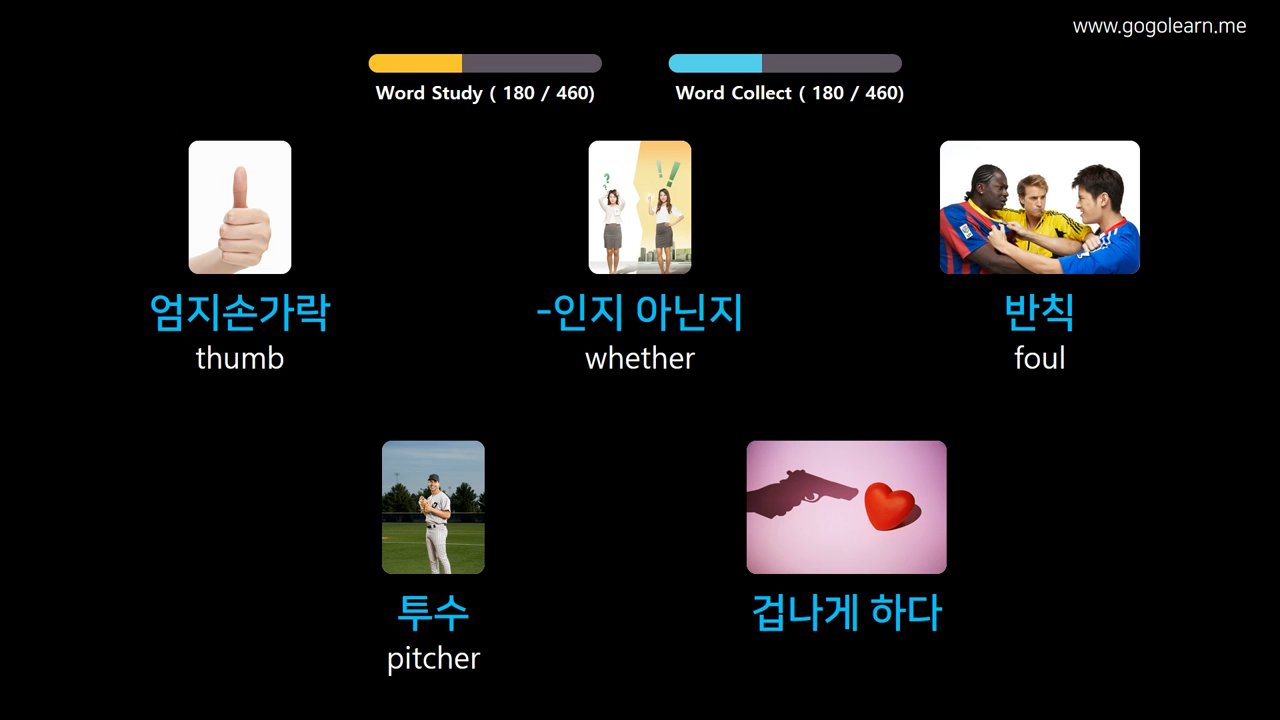 www.gogolearn.me
Word Study ( 180 / 460)
Word Collect ( 180 / 460)
엄지손가락
thumb
-인지 아닌지
whether
반칙
foul
투수
pitcher
겁나게 하다